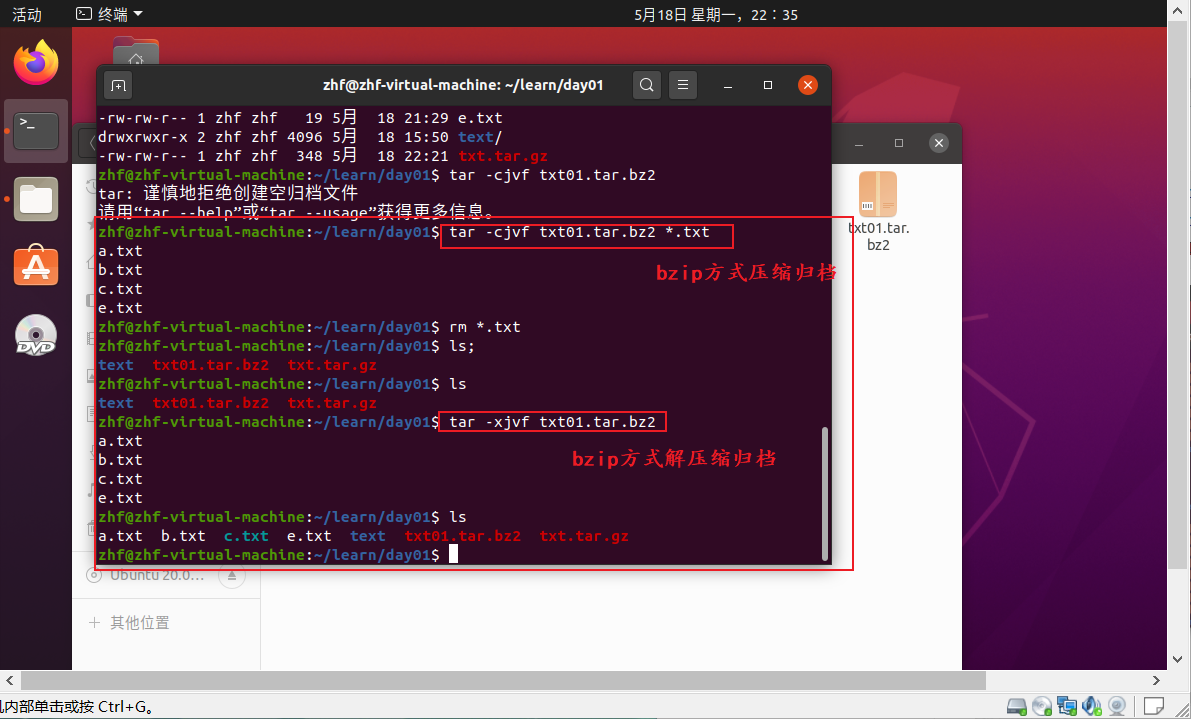 活动
终端
5月18日 星期一，22：35
zhf@zhf-virtual-machine: ~/learn/day01
-rw-rw-r-- 1 zhf zhf   19 5月  18 21:29 e.txt
drwxrwxr-x 2 zhf zhf 4096 5月  18 15:50 text/
-rw-rw-r-- 1 zhf zhf  348 5月  18 22:21 txt.tar.gz
zhf@zhf-virtual-machine:~/learn/day01$ tar -cjvf txt01.tar.bz2
tar: 谨慎地拒绝创建空归档文件
请用“tar --help”或“tar --usage”获得更多信息。
zhf@zhf-virtual-machine:~/learn/day01$ tar -cjvf txt01.tar.bz2 *.txt
a.txt
b.txt
bzip方式压缩归档
c.txt
e.txt
zhf@zhf-virtual-machine:~/learn/day01$ rm *.txt
zhf@zhf-virtual-machine:~/learn/day01$ ls;
text  txt01.tar.bz2  txt.tar.gz
zhf@zhf-virtual-machine:~/learn/day01$ ls
text  txt01.tar.bz2  txt.tar.gz
zhf@zhf-virtual-machine:~/learn/day01$ tar -xjvf txt01.tar.bz2
a.txt
b.txt
bzip方式解压缩归档
c.txt
e.txt
zhf@zhf-virtual-machine:~/learn/day01$ ls
a.txt  b.txt  c.txt  e.txt  text  txt01.tar.bz2  txt.tar.gz
zhf@zhf-virtual-machine:~/learn/day01$
txt01.tar.
bz2
Ubuntu 20.0…
其他位置
DVD
内部单击或按 Ctrl+G。